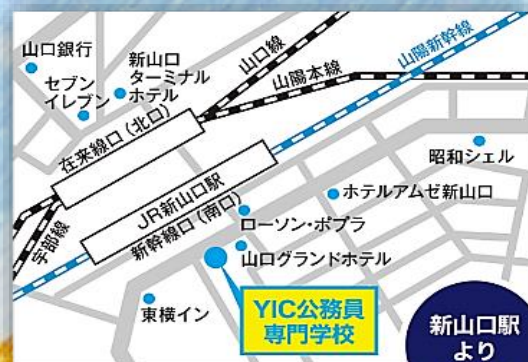 山口銀行
セブン
イレブン
新山口
ターミナル
ホテル
山口線
山陽本線
山陽新幹線
在来線口(北口)
JR新山口駅
新幹線口(南口)
宇部線
昭和シェル
ホテルアムゼ新山口
ローソン・ポプラ
山口グランドホテル
東横イン
YIC公務員
専門学校
新山口駅
より